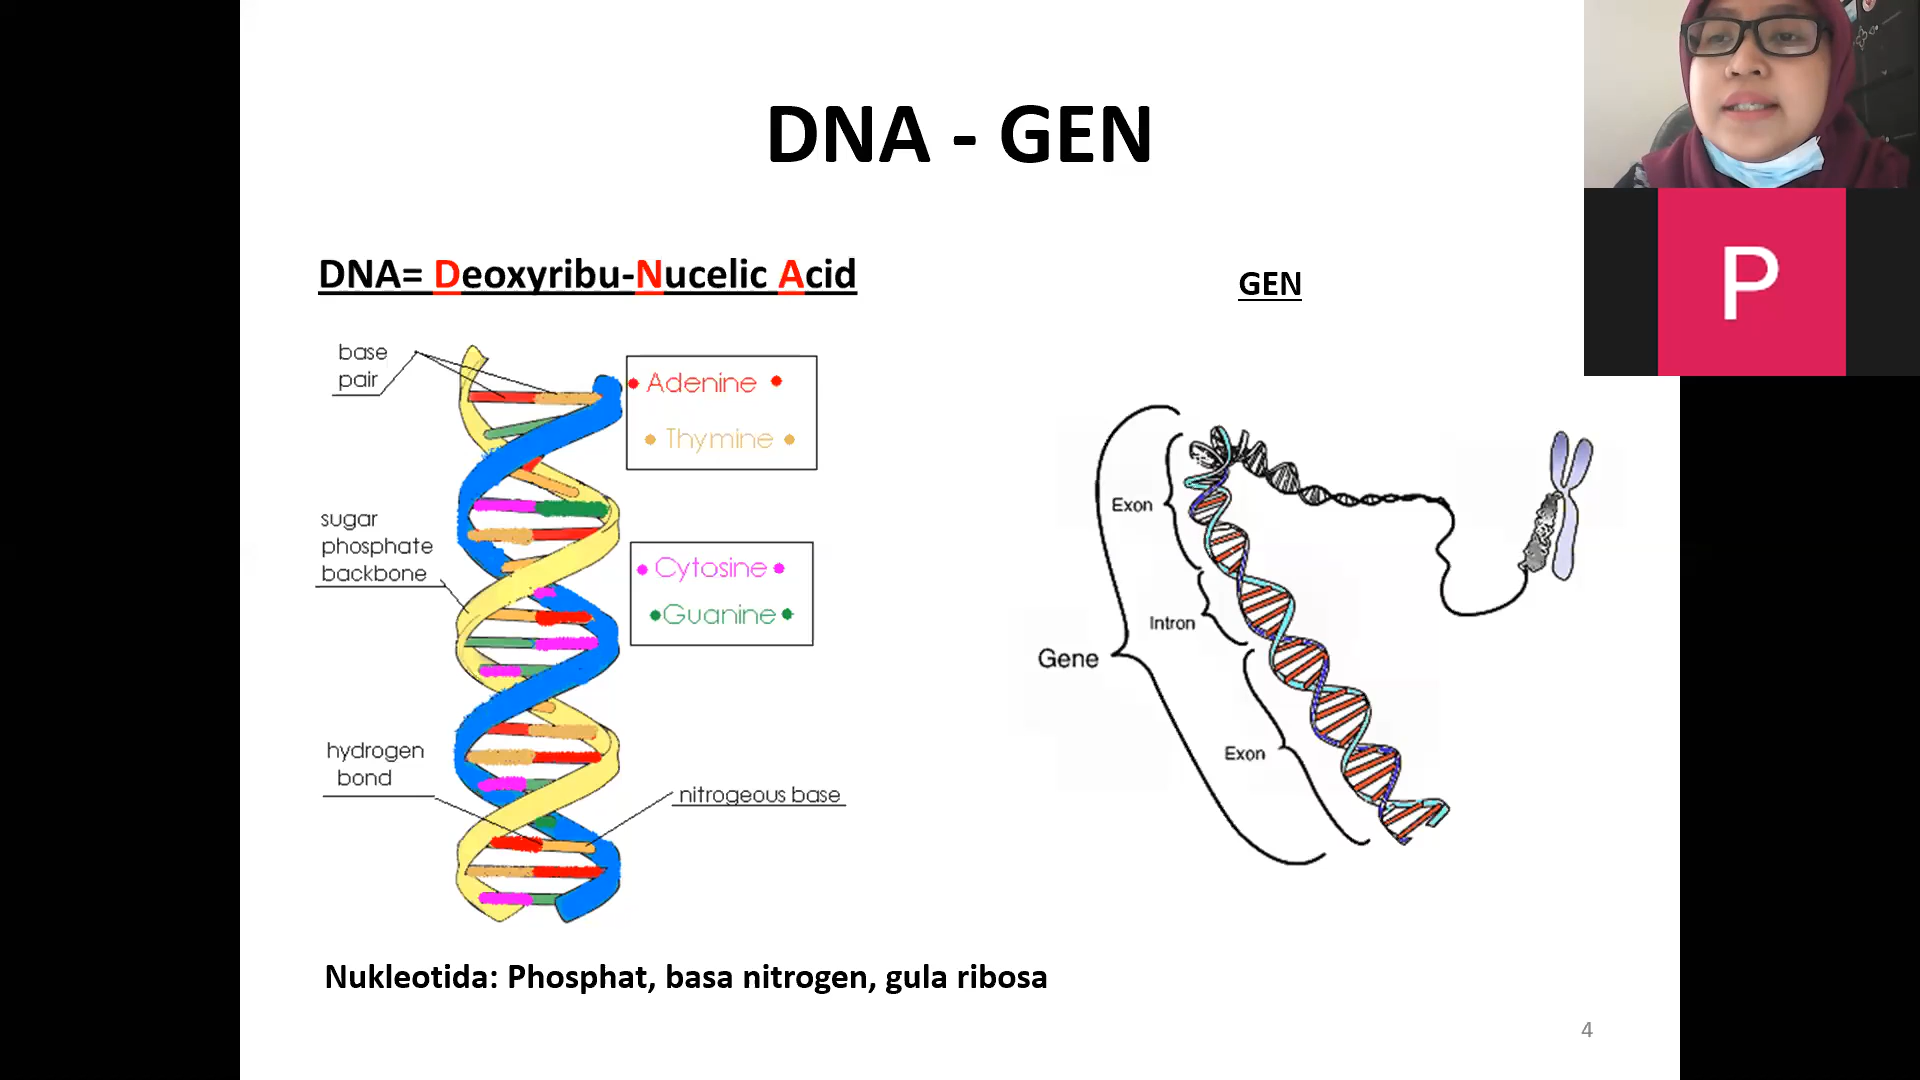 DNA - GEN
DNA= Deoxyribu-Nucelic Acid
GEN
P
base
pair
Adenine
Thymine
sugar
phosphate
backbone
Cytosine
Guanine
hydrogen
bond
nitrogeous base
Exon
Intron
Gene
Exon
Nukleotida: Phosphat, basa nitrogen, gula ribosa
4